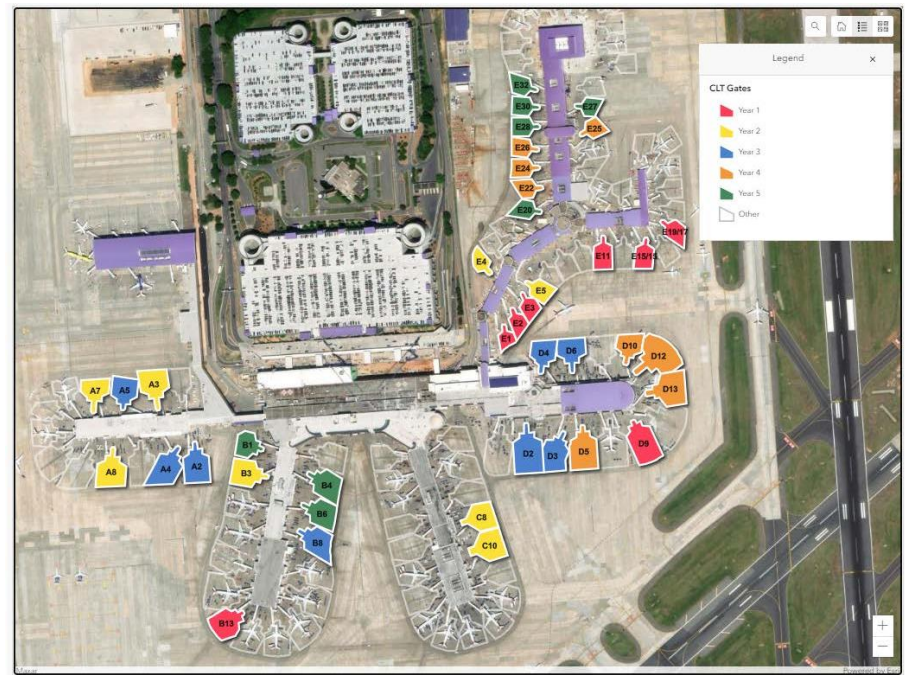 Legend
×
CLT Gates
Year 1
Year 2
Year 3
Year 4
Year 5
Other
E32
E30
E27
E28
E25
E26
E24
E22
E20
E19/17
E11
E15/15
E4
E5
E3
E2
E1
D4
D6
D10
D12
D13
A7
A5
A3
A8
A4
A2
B1
B3
B4
B6
B8
B13
C8
C10
D2
D3
D5
D9
+
−
Maxar
Powered by Esri